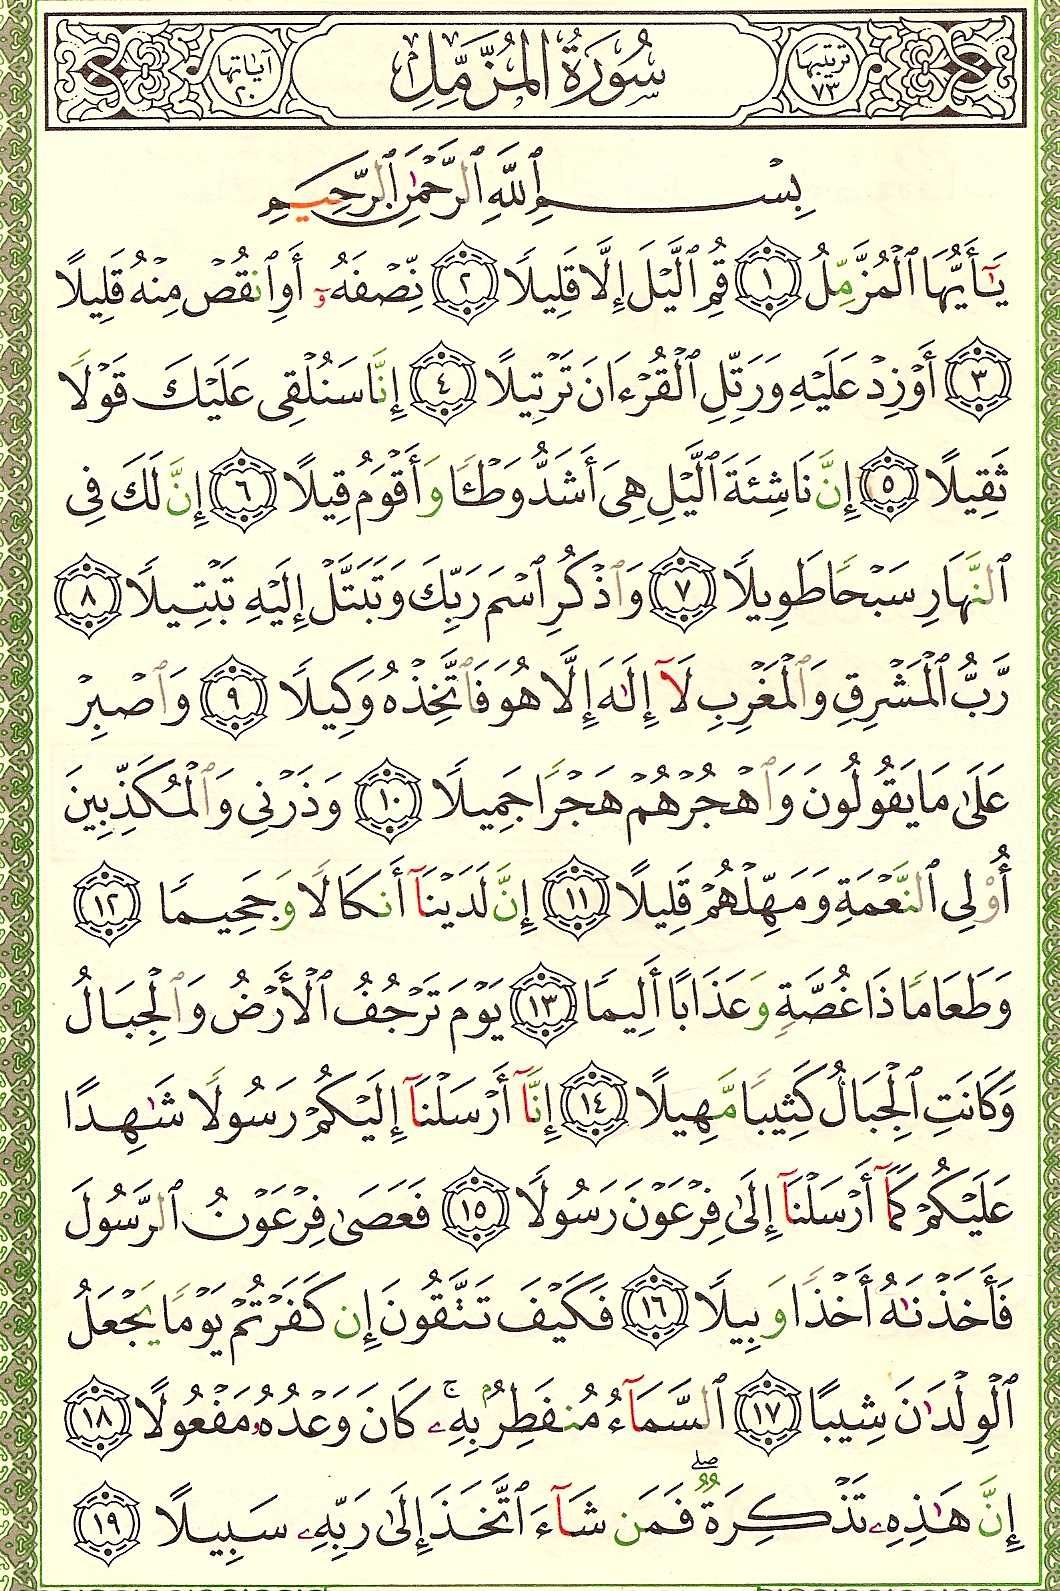 ترتيبها ٧٣ سُورَةُ الْمُزَّمِّلِ آيَاتها ٢٠
بِسْمِ ٱللَّهِ ٱلرَّحْمَٰنِ ٱلرَّحِيمِ
يَٰٓأَيُّهَا ٱلْمُزَّمِّلُ ١ قُمِ ٱلَّيْلَ إِلَّا قَلِيلًا ٢ نِّصْفَهُۥٓ أَوِ ٱنقُصْ مِنْهُ قَلِيلًا
٣ أَوْ زِدْ عَلَيْهِ وَرَتِّلِ ٱلْقُرْءَانَ تَرْتِيلًا ٤ إِنَّا سَنُلْقِى عَلَيْكَ قَوْلًا
ثَقِيلًا ٥ إِنَّ نَاشِئَةَ ٱلَّيْلِ هِىَ أَشَدُّ وَطْـًٔا وَأَقْوَمُ قِيلًا ٦ إِنَّ لَكَ فِى
ٱلنَّهَارِ سَبْحًا طَوِيلًا ٧ وَٱذْكُرِ ٱسْمَ رَبِّكَ وَتَبَتَّلْ إِلَيْهِ تَبْتِيلًا ٨
رَّبُّ ٱلْمَشْرِقِ وَٱلْمَغْرِبِ لَآ إِلَٰهَ إِلَّا هُوَ فَٱتَّخِذْهُ وَكِيلًا ٩ وَٱصْبِرْ
عَلَىٰ مَا يَقُولُونَ وَٱهْجُرْهُمْ هَجْرًا جَمِيلًا ١٠ وَذَرْنِى وَٱلْمُكَذِّبِينَ
أُو۟لِى ٱلنَّعْمَةِ وَمَهِّلْهُمْ قَلِيلًا ١١ إِنَّ لَدَيْنَآ أَنكَالًا وَجَحِيمًا ١٢
وَطَعَامًا ذَا غُصَّةٍ وَعَذَابًا أَلِيمًا ١٣ يَوْمَ تَرْجُفُ ٱلْأَرْضُ وَٱلْجِبَالُ
وَكَانَتِ ٱلْجِبَالُ كَثِيبًا مَّهِيلًا ١٤ إِنَّآ أَرْسَلْنَآ إِلَيْكُمْ رَسُولًا شَٰهِدًا
عَلَيْكُمْ كَمَآ أَرْسَلْنَآ إِلَىٰ فِرْعَوْنَ رَسُولًا ١٥ فَعَصَىٰ فِرْعَوْنُ ٱلرَّسُولَ
فَأَخَذْنَٰهُ أَخْذًا وَبِيلًا ١٦ فَكَيْفَ تَتَّقُونَ إِن كَفَرْتُمْ يَوْمًا يَجْعَلُ
ٱلْوِلْدَٰنَ شِيبًا ١٧ ٱلسَّمَآءُ مُنفَطِرٌۢ بِهِۦ ۚ كَانَ وَعْدُهُۥ مَفْعُولًا ١٨
إِنَّ هَٰذِهِۦ تَذْكِرَةٌ ۖ فَمَن شَآءَ ٱتَّخَذَ إِلَىٰ رَبِّهِۦ سَبِيلًا ١٩